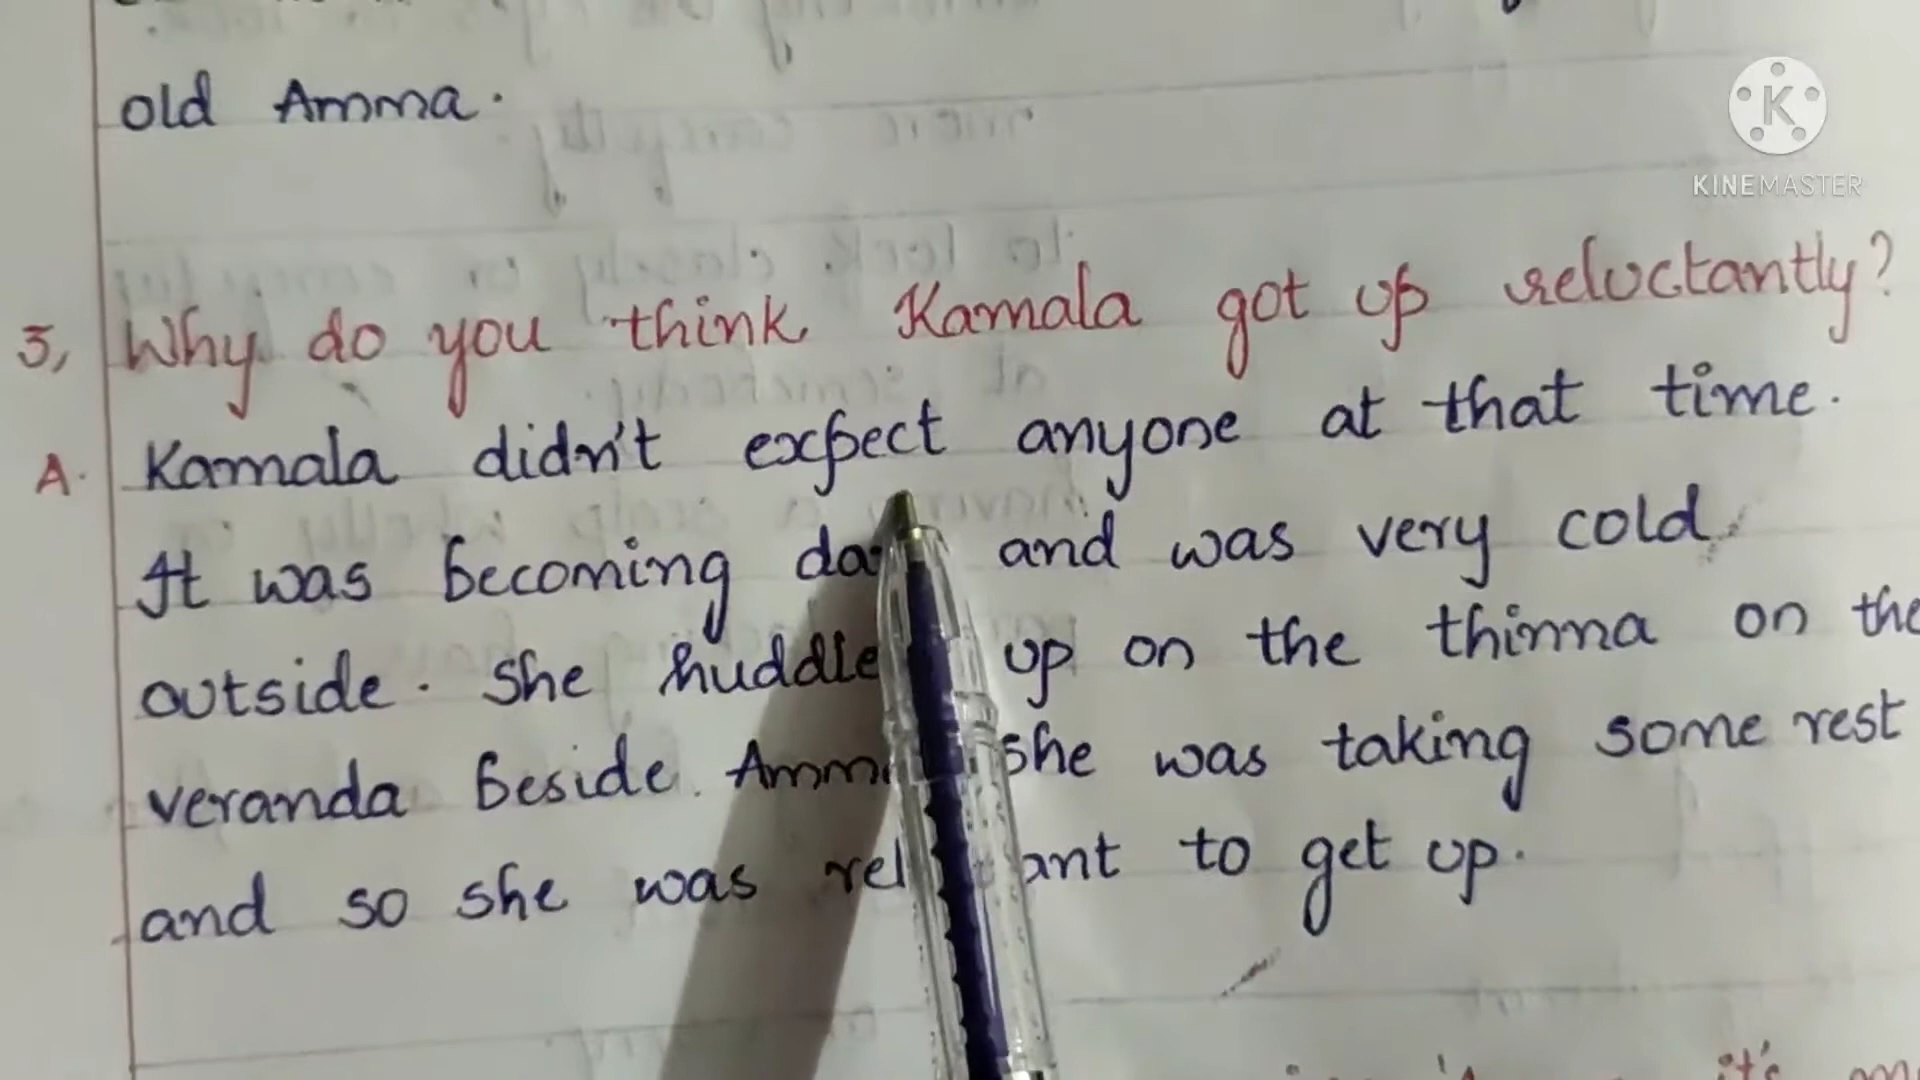 old Amma.
KINEMASTER
3, Why do you think Kamala got up reluctantly?
A. Kamala didn't expect anyone at that time.
It was becoming and was very cold
outside. She up on the thinna on the
veranda beside. she was taking some rest
and so she was to get up.
it's